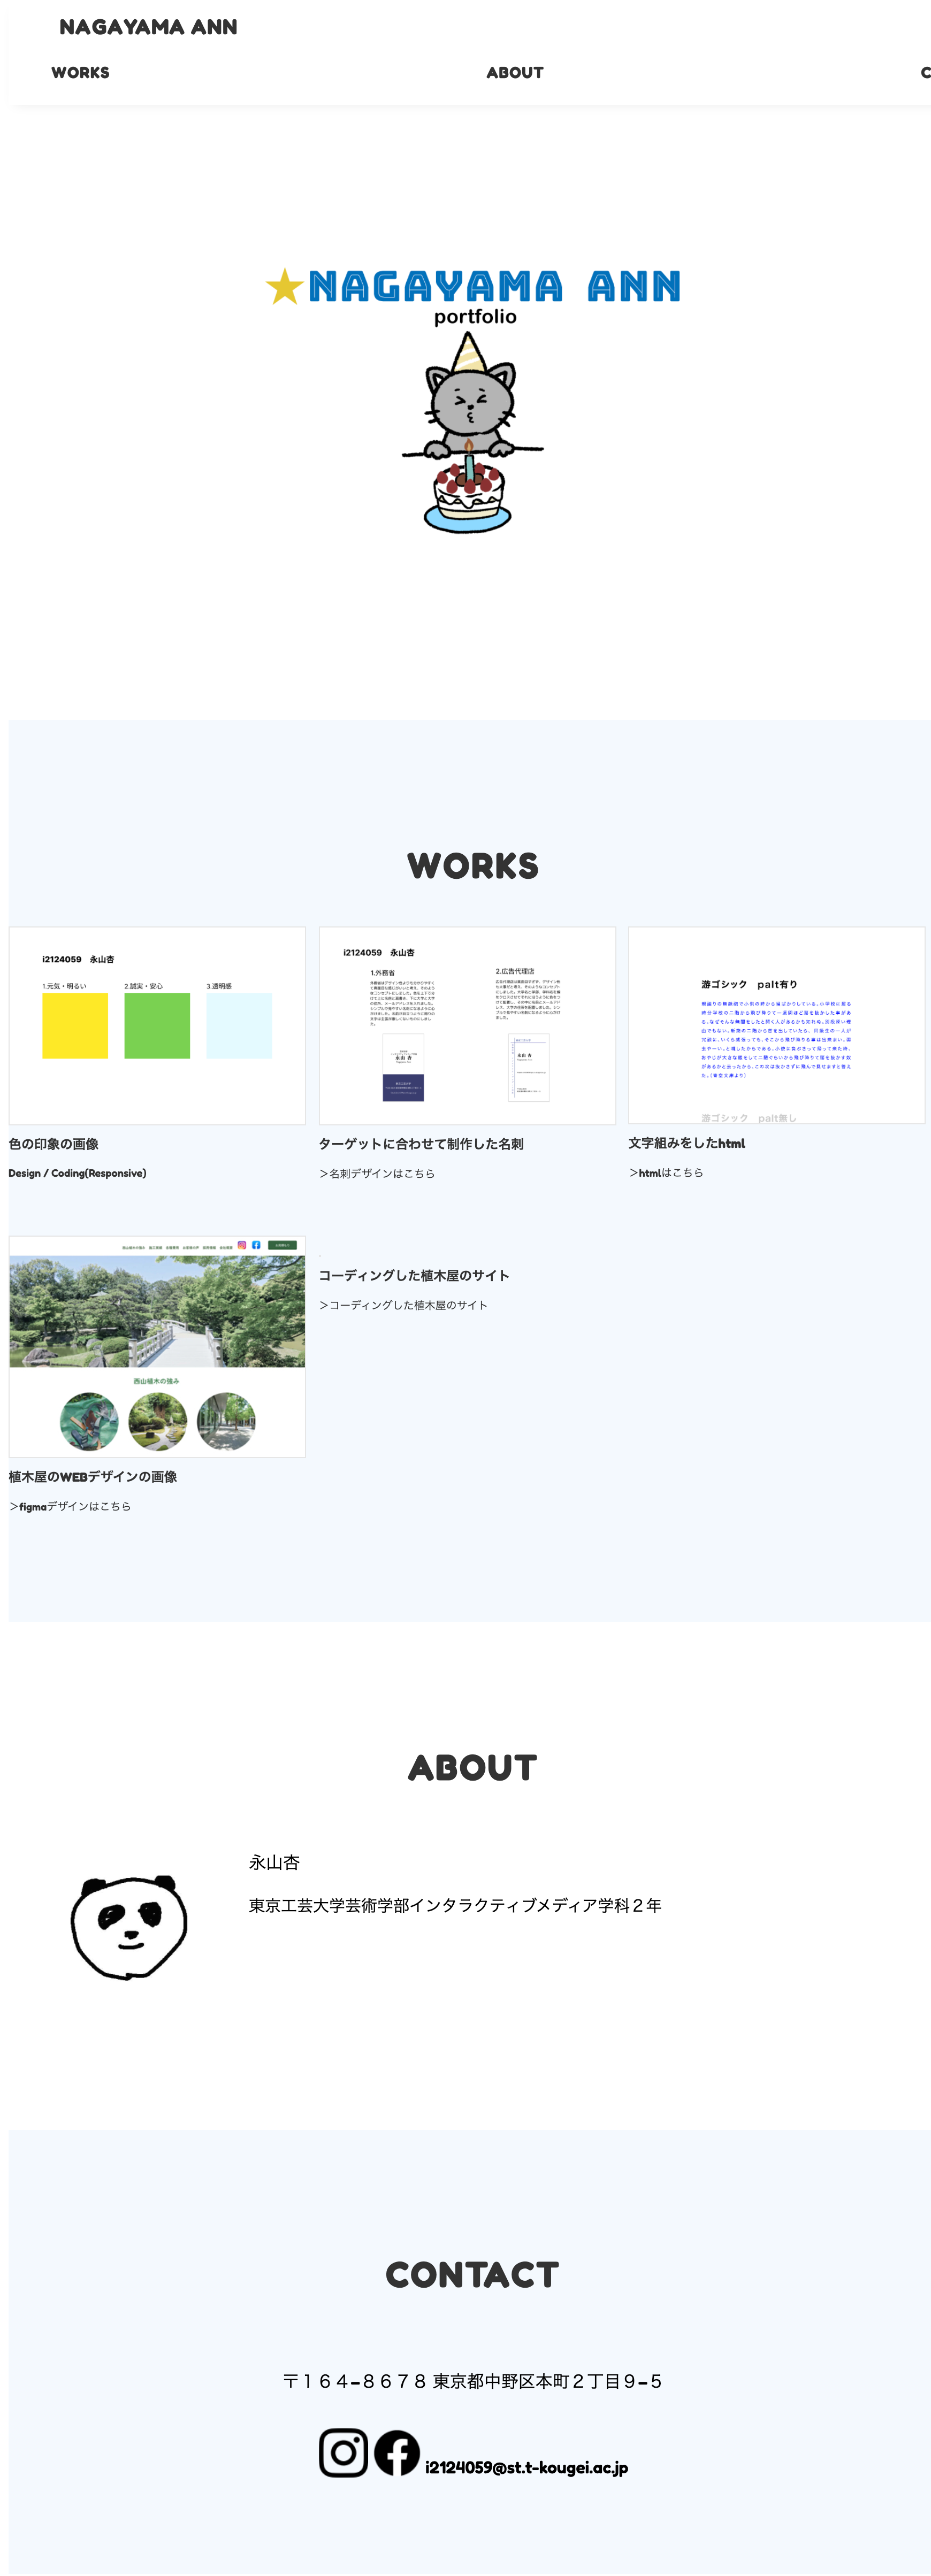 NAGAYAMA ANN
WORKS ABOUT C
★NAGAYAMA ANN
portfolio
WORKS
i2124059 永山杏
1.元気・明るい 2.誠実・安心 3.透明感
色の印象の画像
Design / Coding(Responsive)
i2124059 永山杏
1.外務省
2.広告代理店
永山 杏
永山 杏
ターゲットに合わせて制作した名刺
＞名刺デザインはこちら
游ゴシック palt有り
游ゴシック palt無し
文字組みをしたhtml
＞htmlはこちら
西山植木の強み
植木屋のWEBデザインの画像
＞figmaデザインはこちら
コーディングした植木屋のサイト
＞コーディングした植木屋のサイト
ABOUT
永山杏
東京工芸大学芸術学部インタラクティブメディア学科２年
CONTACT
〒１６４−８６７８ 東京都中野区本町２丁目９−５
i2124059@st.t-kougei.ac.jp